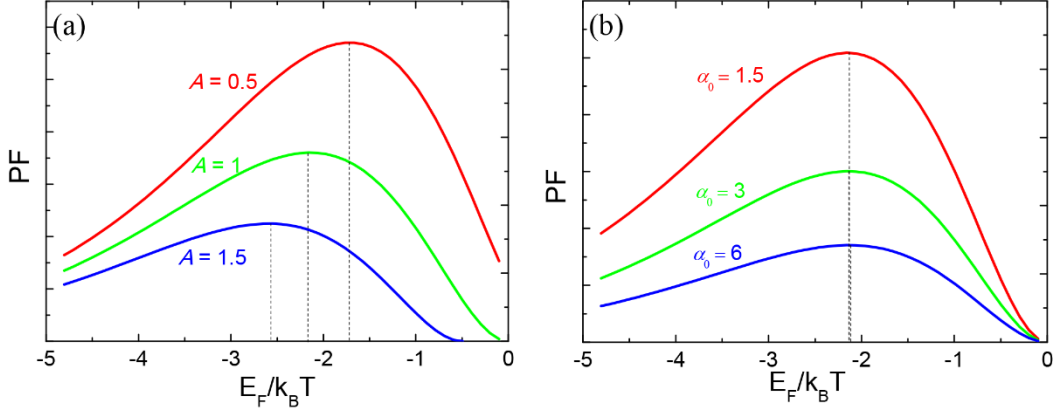 (a)
A = 0.5
A = 1
A = 1.5
PF
-5 -4 -3 -2 -1 0
E_F/k_BT
(b)
α_0 = 1.5
α_0 = 3
α_0 = 6
PF
-5 -4 -3 -2 -1 0
E_F/k_BT